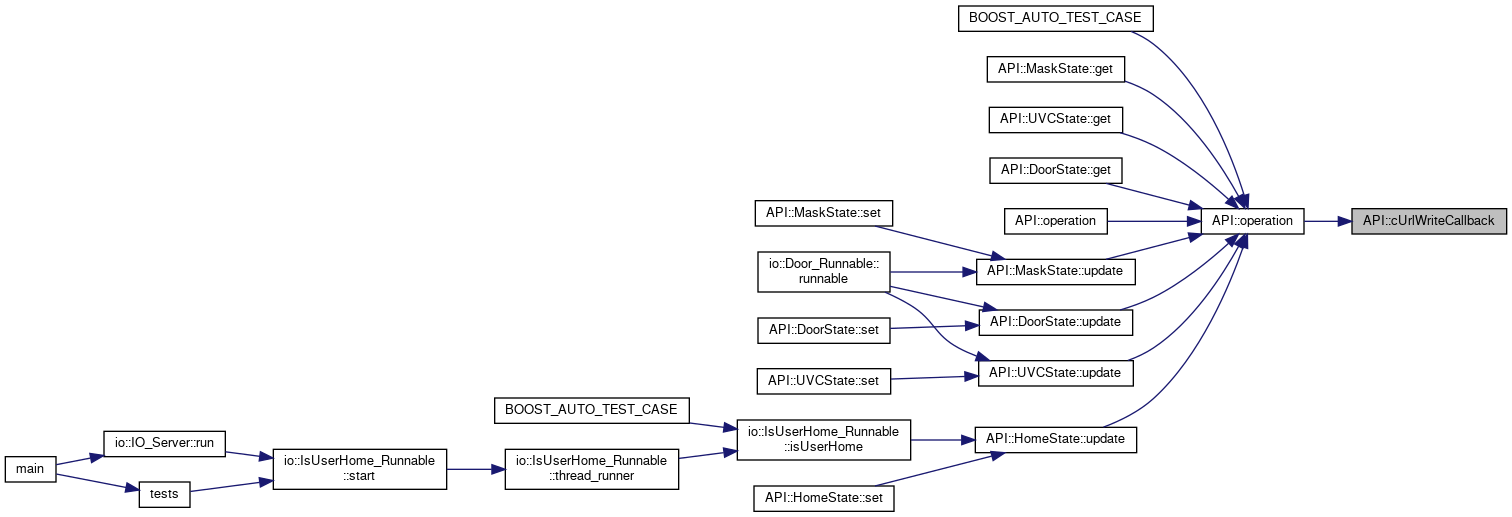 BOOST_AUTO_TEST_CASE
API::MaskState::get
API::UVCState::get
API::DoorState::get
API::MaskState::set
API::operation
API::operation
API::cUrlWriteCallback
io::Door_Runnable::
runnable
API::MaskState::update
API::DoorState::set
API::DoorState::update
API::UVCState::set
API::UVCState::update
BOOST_AUTO_TEST_CASE
io::IsUserHome_Runnable
::isUserHome
API::HomeState::update
io::IO_Server::run
main
io::IsUserHome_Runnable
::start
io::IsUserHome_Runnable
::thread_runner
tests
API::HomeState::set